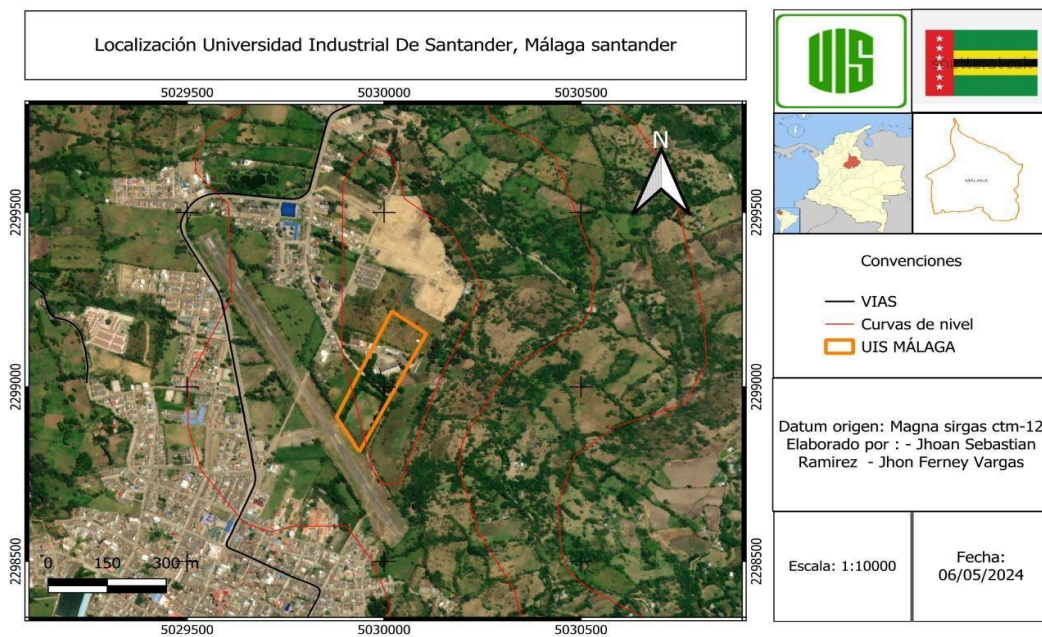 Localización Universidad Industrial De Santander, Málaga santander
UIS
5029500
5030000
5030500
2299500
2299000
2298500
2299500
2299000
2298500
5029500
5030000
5030500
N
0 150 300 m
MALAGA
Convenciones
VIAS
Curvas de nivel
UIS MÁLAGA
Datum origen: Magna sirgas ctm-12
Elaborado por : - Jhoan Sebastian
Ramirez - Jhon Ferney Vargas
Escala: 1:10000
Fecha:
06/05/2024